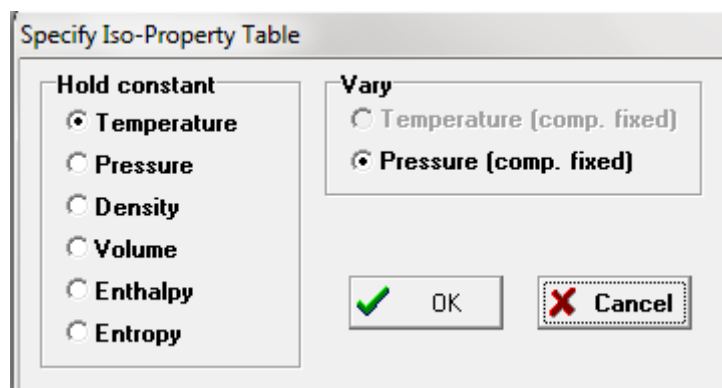 Specify Iso-Property Table
Hold constant
Temperature
Pressure
Density
Volume
Enthalpy
Entropy
Vary
Temperature (comp. fixed)
Pressure (comp. fixed)
OK
Cancel